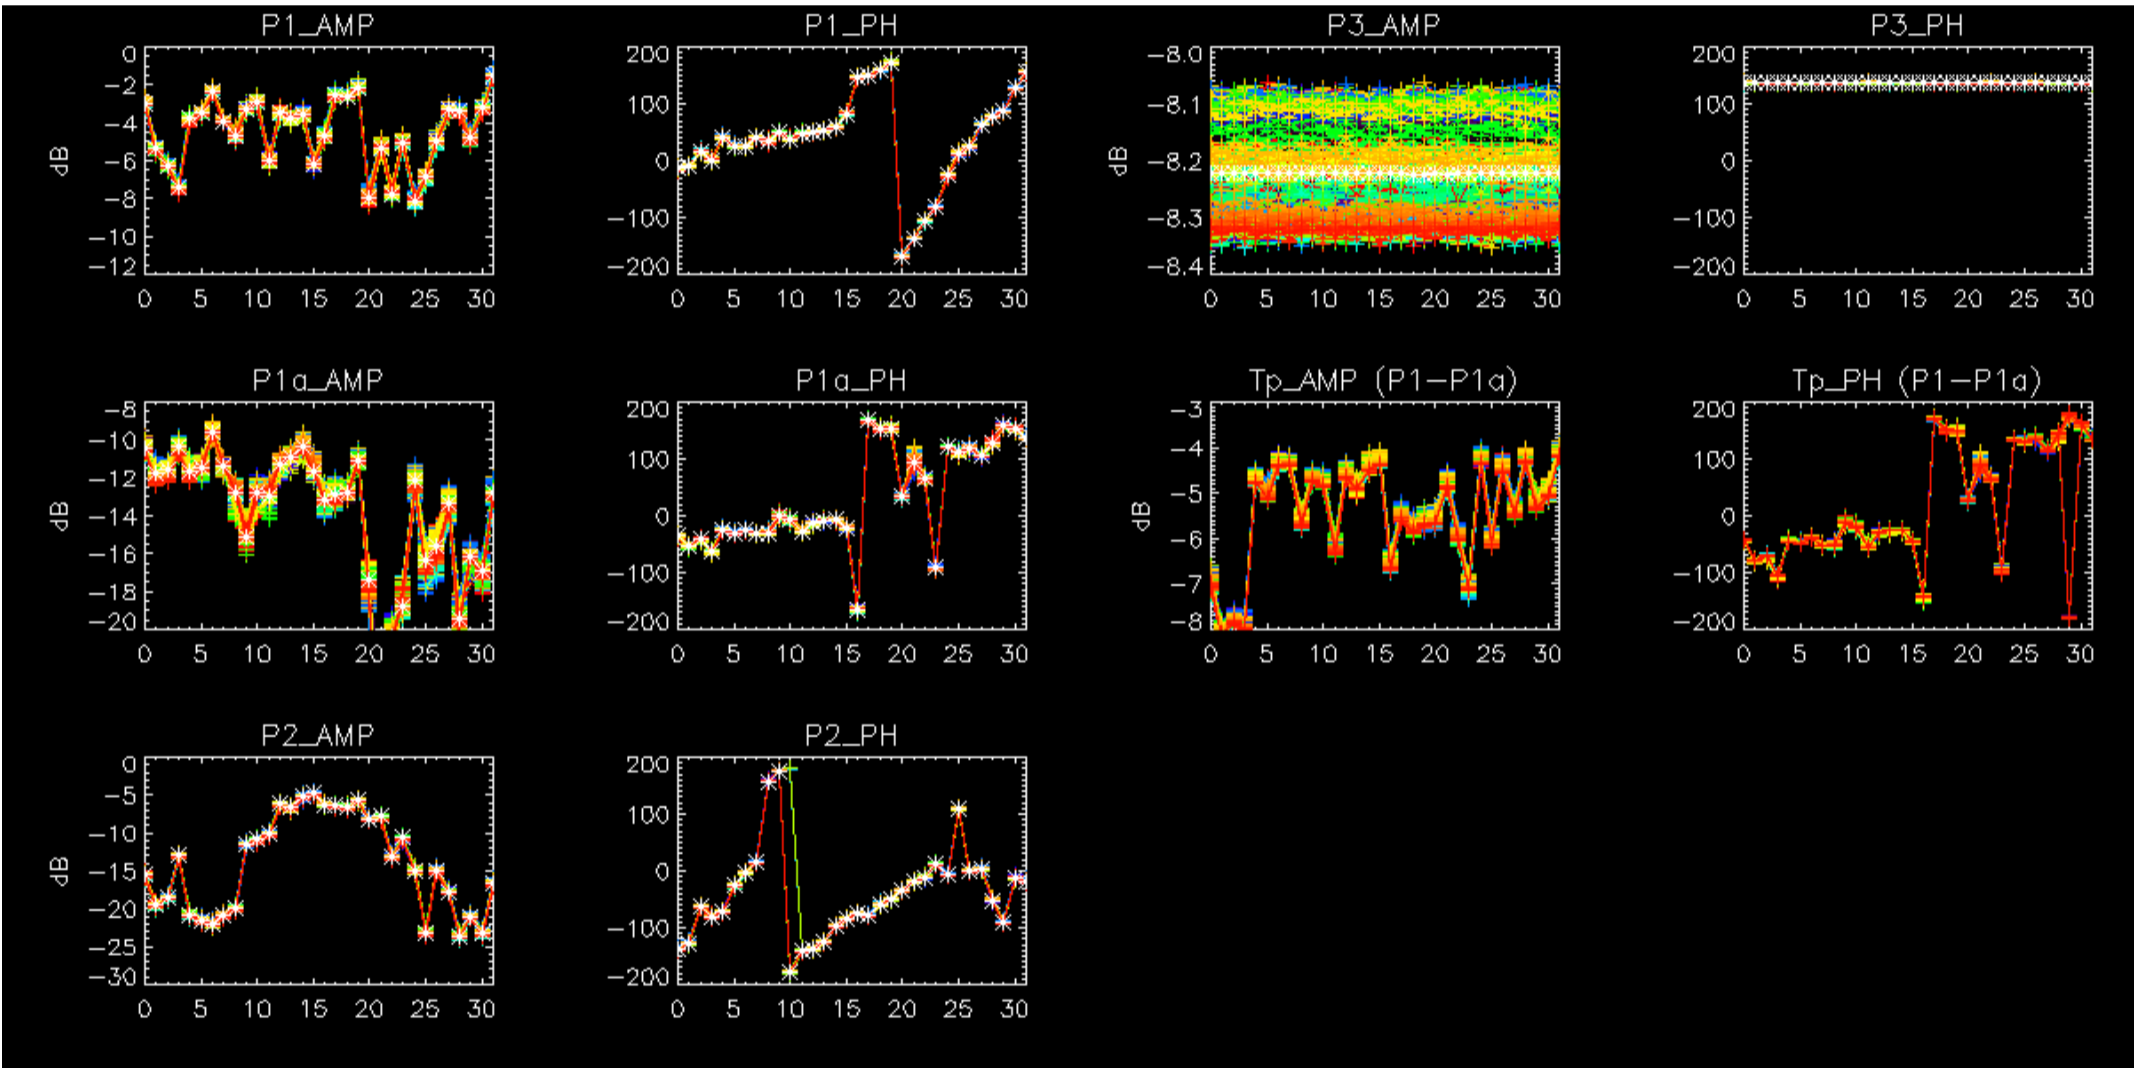 P1_AMP
P1_PH
P3_AMP
P3_PH
0
−2
−4
−6
−8
−10
−12
dB
0 5 10 15 20 25 30
200
100
0
−100
−200
0 5 10 15 20 25 30
−8.0
−8.1
−8.2
−8.3
−8.4
dB
0 5 10 15 20 25 30
200
100
0
−100
−200
0 5 10 15 20 25 30
P1a_AMP
P1a_PH
Tp_AMP (P1−P1a)
Tp_PH (P1−P1a)
−8
−10
−12
−14
−16
−18
−20
dB
0 5 10 15 20 25 30
200
100
0
−100
−200
0 5 10 15 20 25 30
−3
−4
−5
−6
−7
−8
dB
0 5 10 15 20 25 30
200
100
0
−100
−200
0 5 10 15 20 25 30
P2_AMP
P2_PH
0
−5
−10
−15
−20
−25
−30
dB
0 5 10 15 20 25 30
200
100
0
−100
−200
0 5 10 15 20 25 30